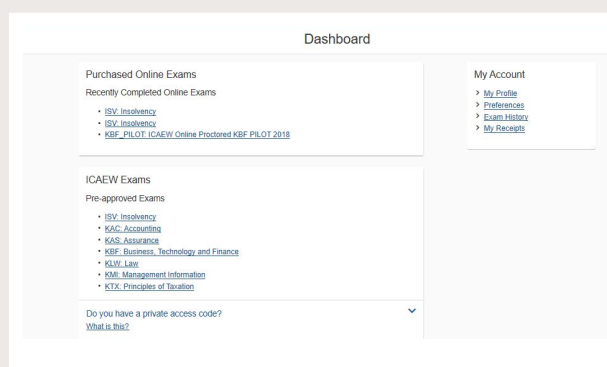 Dashboard
Purchased Online Exams
Recently Completed Online Exams
ISV: Insolvency
ISV: Insolvency
KBF_PILOT: ICAEW Online Proctored KBF PILOT 2018
ICAEW Exams
Pre-approved Exams
ISV: Insolvency
KAC: Accounting
KAS: Assurance
KBF: Business, Technology and Finance
KLW: Law
KMI: Management Information
KTX: Principles of Taxation
Do you have a private access code?
What is this?
My Account
My Profile
Preferences
Exam History
My Receipts